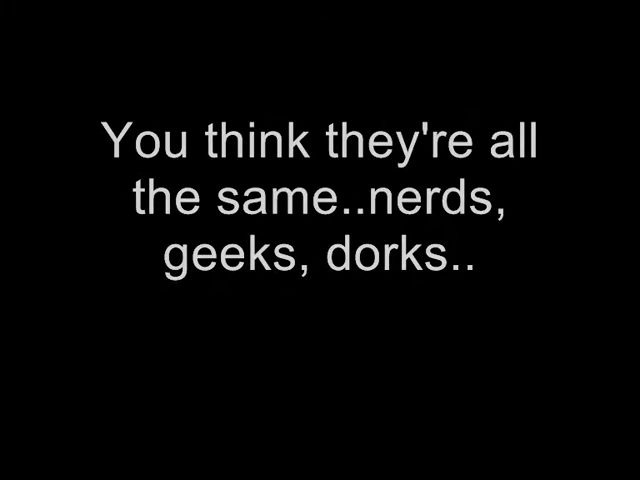 You think they're all
the same..nerds,
geeks, dorks..